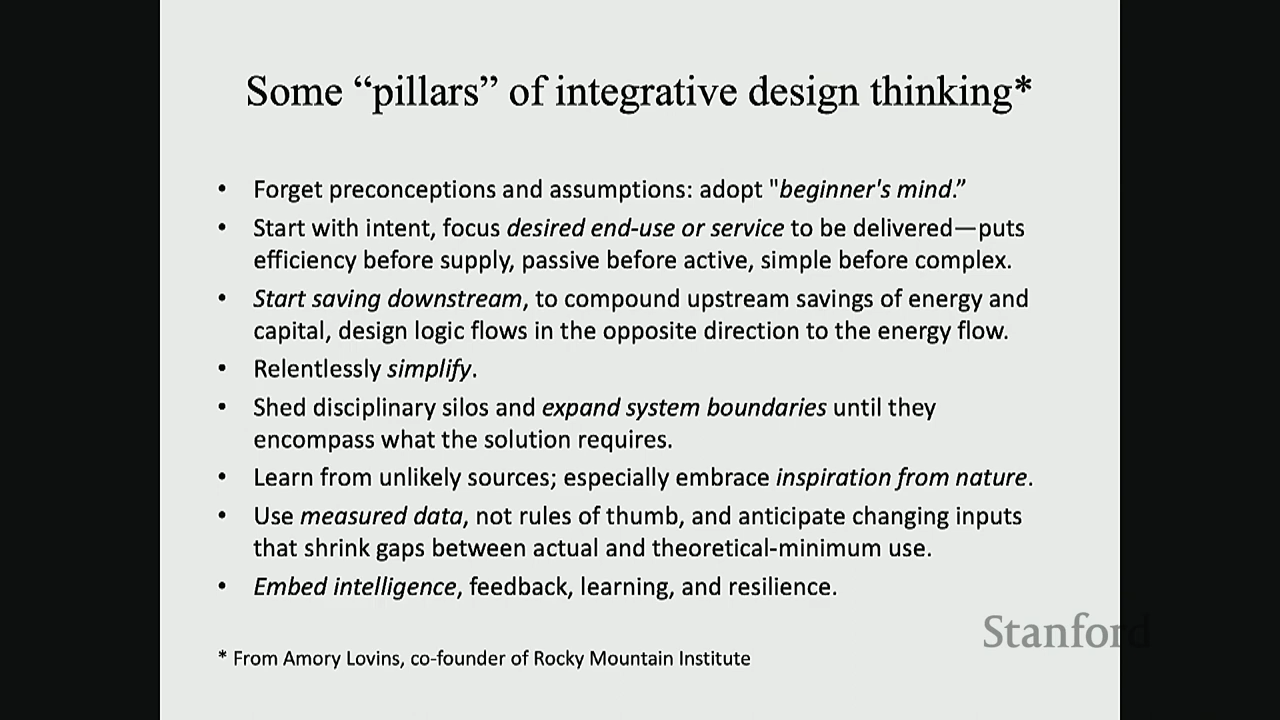 Some “pillars” of integrative design thinking*
• Forget preconceptions and assumptions: adopt "beginner's mind.”
• Start with intent, focus desired end-use or service to be delivered—puts
efficiency before supply, passive before active, simple before complex.
• Start saving downstream, to compound upstream savings of energy and
capital, design logic flows in the opposite direction to the energy flow.
• Relentlessly simplify.
• Shed disciplinary silos and expand system boundaries until they
encompass what the solution requires.
• Learn from unlikely sources; especially embrace inspiration from nature.
• Use measured data, not rules of thumb, and anticipate changing inputs
that shrink gaps between actual and theoretical-minimum use.
• Embed intelligence, feedback, learning, and resilience.
Stanford
* From Amory Lovins, co-founder of Rocky Mountain Institute